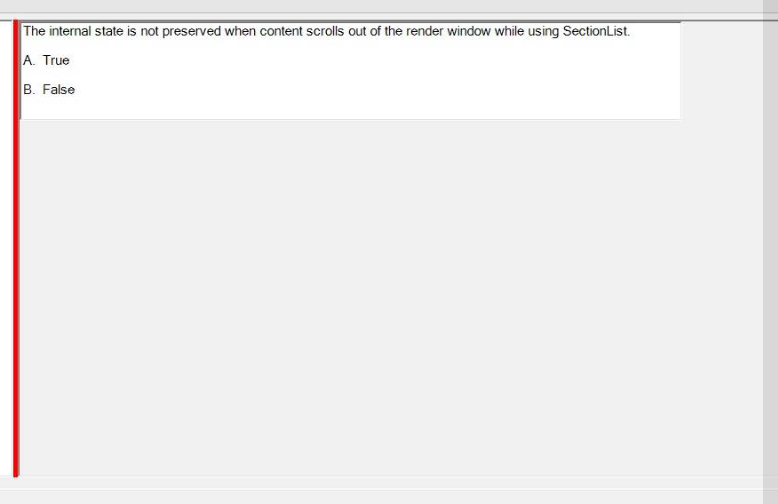 The internal state is not preserved when content scrolls out of the render window while using SectionList.
A. True
B. False